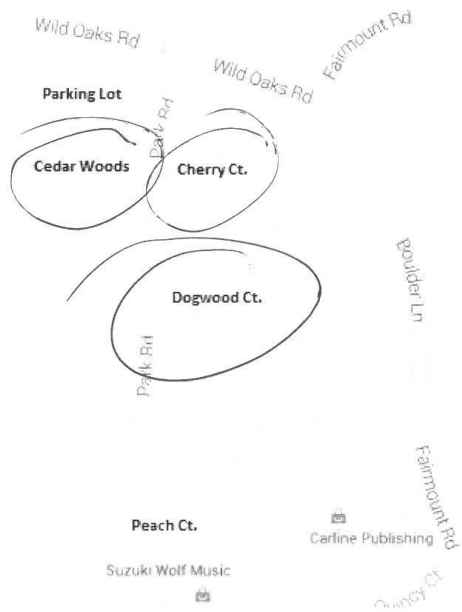 Wild Oaks Rd
Fairmount Rd
Wild Oaks Rd
Parking Lot
Park Rd
Cedar Woods
Cherry Ct.
Boulder Ln
Dogwood Ct.
Park Rd
Fairmount Rd
Peach Ct.
Carline Publishing
Suzuki Wolf Music
Quincy Ct